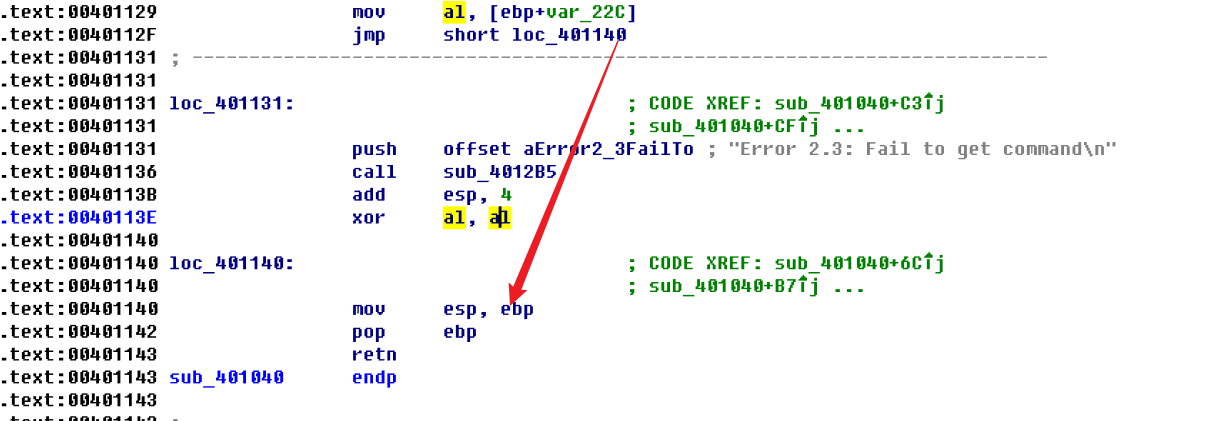 .text:00401129 mov al, [ebp+var_22C]
.text:0040112F jmp short loc_401140
.text:00401131 ; ---------------------------------------------------------------------------
.text:00401131
.text:00401131 loc_401131: ; CODE XREF: sub_401040+C3↑j
.text:00401131 ; sub_401040+CF↑j ...
.text:00401131 push offset aError2_3FailTo ; "Error 2.3: Fail to get command\n"
.text:00401136 call sub_4012B5
.text:0040113B add esp, 4
.text:0040113E xor al, al
.text:00401140
.text:00401140 loc_401140: ; CODE XREF: sub_401040+6C↑j
.text:00401140 ; sub_401040+B7↑j ...
.text:00401140 mov esp, ebp
.text:00401142 pop ebp
.text:00401143 retn
.text:00401143 sub_401040 endp
.text:00401143